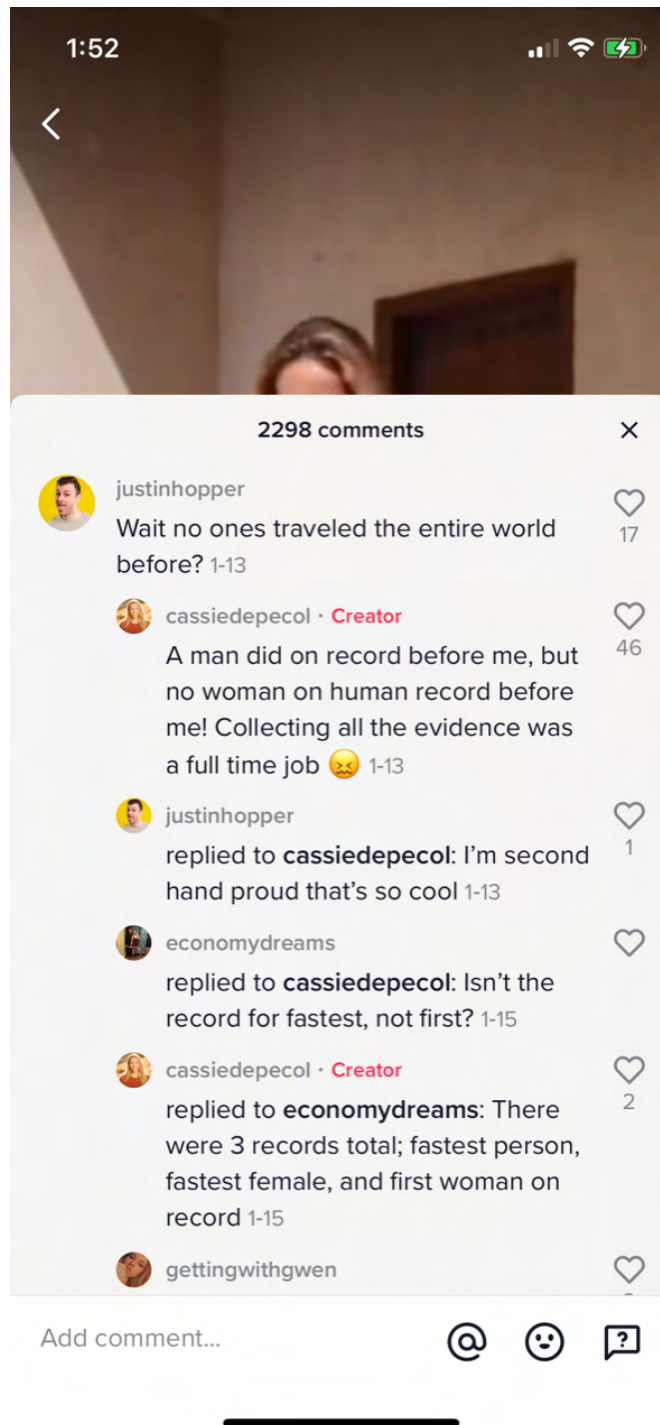 1:52
2298 comments
justinhopper
Wait no ones traveled the entire world
before? 1-13
17
cassiedepecol · Creator
A man did on record before me, but
no woman on human record before
me! Collecting all the evidence was
a full time job 😖 1-13
46
justinhopper
replied to cassiedepecol: I’m second
hand proud that’s so cool 1-13
1
economydreams
replied to cassiedepecol: Isn’t the
record for fastest, not first? 1-15
cassiedepecol · Creator
replied to economydreams: There
were 3 records total; fastest person,
fastest female, and first woman on
record 1-15
2
gettingwithgwen
Add comment...